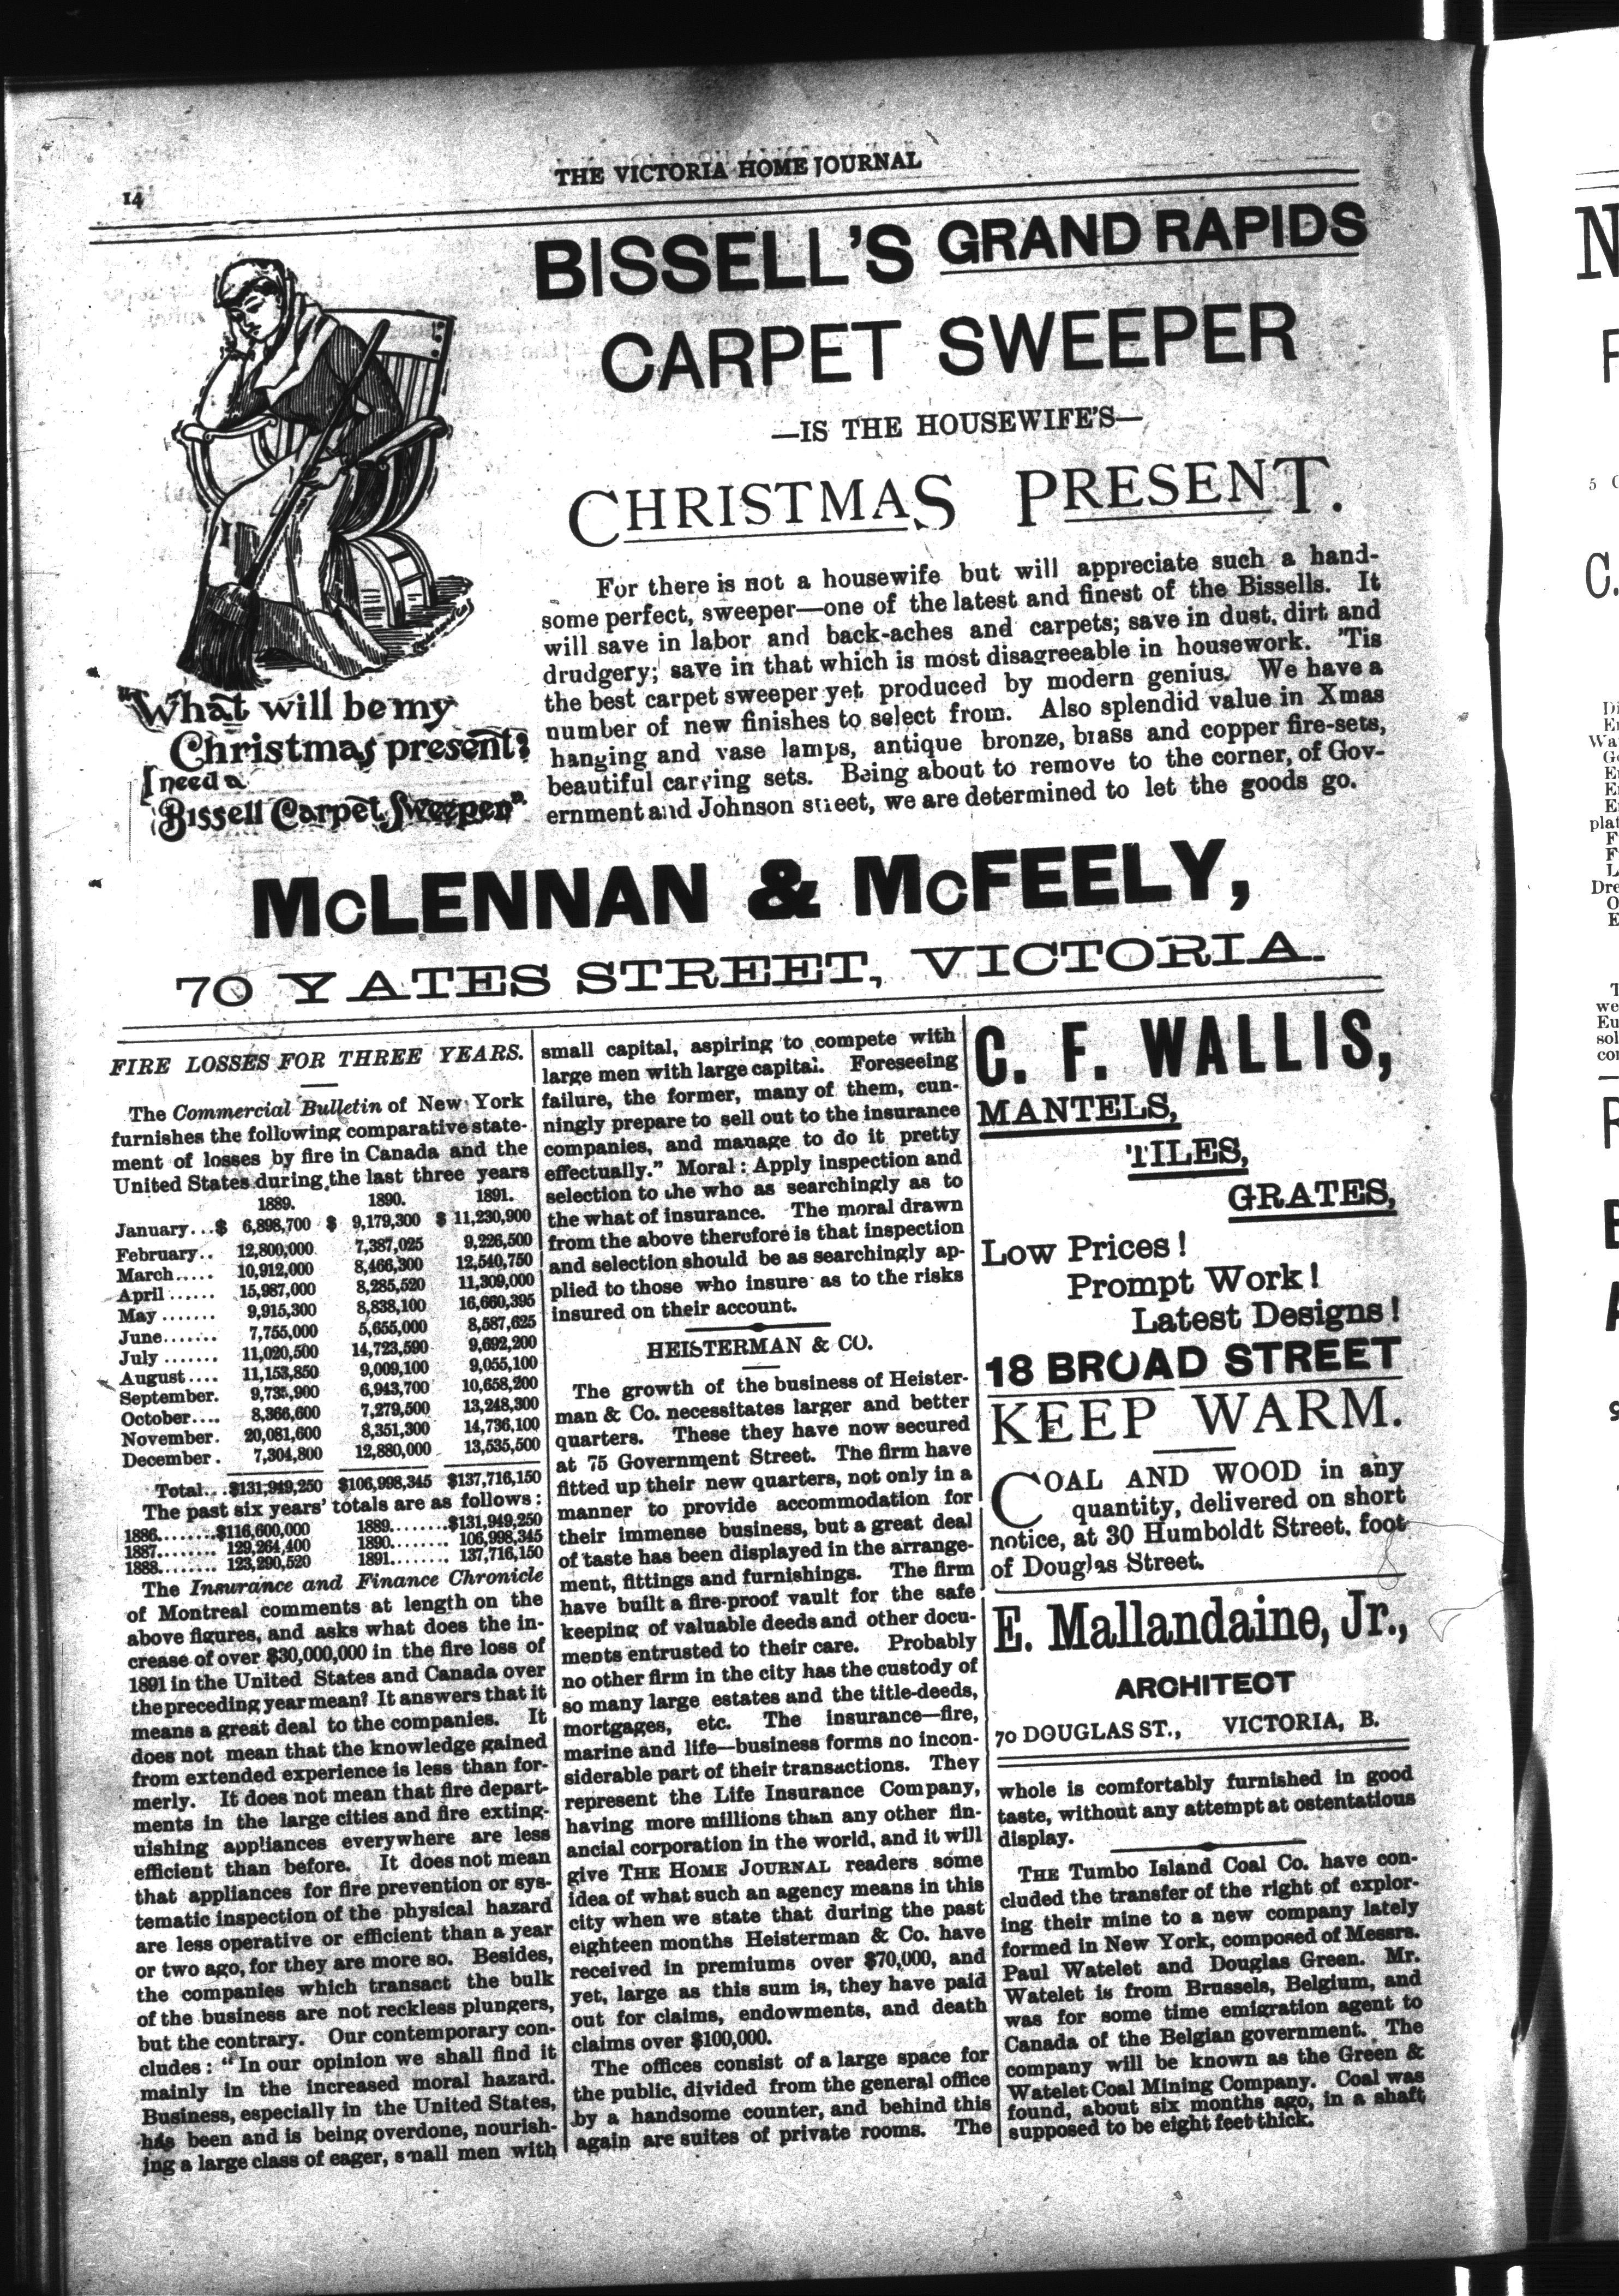 14
THE VICTORIA HOME JOURNAL
BISSELL'S GRAND RAPIDS
CARPET SWEEPER
—IS THE HOUSEWIFE'S—
CHRISTMAS PRESENT.
"What will be my
Christmas present?
I need a
Bissell Carpet Sweeper"
For there is not a housewife but will appreciate such a hand-
some perfect, sweeper—one of the latest and finest of the Bissells. It
will save in labor and back-aches and carpets; save in dust, dirt and
drudgery; save in that which is most disagreeable in housework. 'Tis
the best carpet sweeper yet produced by modern genius. We have a
number of new finishes to select from. Also splendid value in Xmas
hanging and vase lamps, antique bronze, brass and copper fire-sets,
beautiful carving sets. Being about to remove to the corner, of Gov-
ernment and Johnson street, we are determined to let the goods go.
McLENNAN & McFEELY,
70 YATES STREET, VICTORIA.
FIRE LOSSES FOR THREE YEARS.
The Commercial Bulletin of New York
furnishes the following comparative state-
ment of losses by fire in Canada and the
United States during the last three years
1889. 1890. 1891.
January...$ 6,898,700 $ 9,179,300 $ 11,230,900
February.. 12,800,000 7,387,025 9,226,500
March..... 10,912,000 8,466,300 12,540,750
April ...... 15,987,000 8,285,520 11,309,000
May ....... 9,915,300 8,838,100 16,660,395
June....... 7,755,000 5,655,000 8,587,625
July ....... 11,020,500 14,723,590 9,692,200
August.... 11,153,850 9,009,100 9,055,100
September. 9,735,900 6,943,700 10,658,200
October.... 8,366,600 7,279,500 13,248,300
November. 20,081,600 8,351,300 14,736,100
December . 7,304,800 12,880,000 13,535,500
Total...$131,949,250 $106,998,345 $137,716,150
The past six years' totals are as follows:
1886........$116,600,000 1889........$131,949,250
1887........ 129,264,400 1890........ 106,998,345
1888........ 123,290,520 1891....... 137,716,150
The Insurance and Finance Chronicle
of Montreal comments at length on the
above figures, and asks what does the in-
crease of over $30,000,000 in the fire loss of
1891 in the United States and Canada over
the preceding year mean? It answers that it
means a great deal to the companies. It
does not mean that the knowledge gained
from extended experience is less than for-
merly. It does not mean that fire depart-
ments in the large cities and fire exting-
uishing appliances everywhere are less
efficient than before. It does not mean
that appliances for fire prevention or sys-
tematic inspection of the physical hazard
are less operative or efficient than a year
or two ago, for they are more so. Besides,
the companies which transact the bulk
of the business are not reckless plungers,
but the contrary. Our contemporary con-
cludes: "In our opinion we shall find it
mainly in the increased moral hazard.
Business, especially in the United States,
has been and is being overdone, nourish-
ing a large class of eager, small men with
small capital, aspiring to compete with
large men with large capital. Foreseeing
failure, the former, many of them, cun-
ningly prepare to sell out to the insurance
companies, and manage to do it pretty
effectually." Moral: Apply inspection and
selection to the who as searchingly as to
the what of insurance. The moral drawn
from the above therefore is that inspection
and selection should be as searchingly ap-
plied to those who insure as to the risks
insured on their account.
HEISTERMAN & CO.
The growth of the business of Heister-
man & Co. necessitates larger and better
quarters. These they have now secured
at 75 Government Street. The firm have
fitted up their new quarters, not only in a
manner to provide accommodation for
their immense business, but a great deal
of taste has been displayed in the arrange-
ment, fittings and furnishings. The firm
have built a fire-proof vault for the safe
keeping of valuable deeds and other docu-
ments entrusted to their care. Probably
no other firm in the city has the custody of
so many large estates and the title-deeds,
mortgages, etc. The insurance—fire,
marine and life—business forms no incon-
siderable part of their transactions. They
represent the Life Insurance Company,
having more millions than any other fin-
ancial corporation in the world, and it will
give THE HOME JOURNAL readers some
idea of what such an agency means in this
city when we state that during the past
eighteen months Heisterman & Co. have
received in premiums over $70,000, and
yet, large as this sum is, they have paid
out for claims, endowments, and death
claims over $100,000.
The offices consist of a large space for
the public, divided from the general office
by a handsome counter, and behind this
again are suites of private rooms. The
C. F. WALLIS,
MANTELS,
TILES,
GRATES,
Low Prices!
Prompt Work!
Latest Designs!
18 BROAD STREET
KEEP WARM.
COAL AND WOOD in any
quantity, delivered on short
notice, at 30 Humboldt Street, foot
of Douglas Street.
E. Mallandaine, Jr.,
ARCHITECT
70 DOUGLAS ST., VICTORIA, B.
whole is comfortably furnished in good
taste, without any attempt at ostentatious
display.
THE Tumbo Island Coal Co. have con-
cluded the transfer of the right of explor-
ing their mine to a new company lately
formed in New York, composed of Messrs.
Paul Watelet and Douglas Green. Mr.
Watelet is from Brussels, Belgium, and
was for some time emigration agent to
Canada of the Belgian government. The
company will be known as the Green &
Watelet Coal Mining Company. Coal was
found, about six months ago, in a shaft
supposed to be eight feet thick.